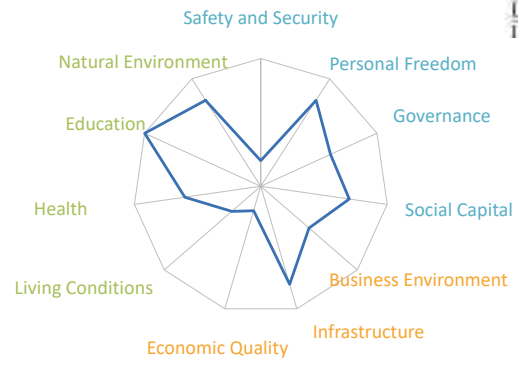 Safety and Security
Natural Environment
Personal Freedom
Education
Governance
Health
Social Capital
Living Conditions
Business Environment
Economic Quality
Infrastructure